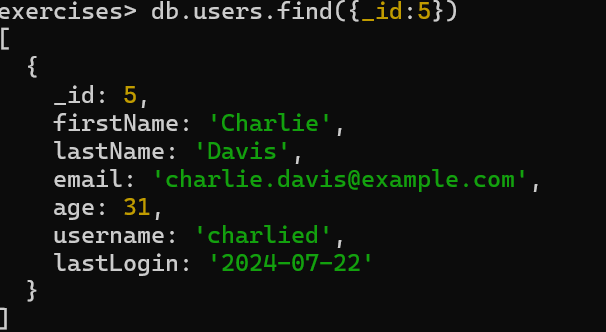 exercises> db.users.find({_id:5})
[
  {
    _id: 5,
    firstName: 'Charlie',
    lastName: 'Davis',
    email: 'charlie.davis@example.com',
    age: 31,
    username: 'charlied',
    lastLogin: '2024-07-22'
  }
]